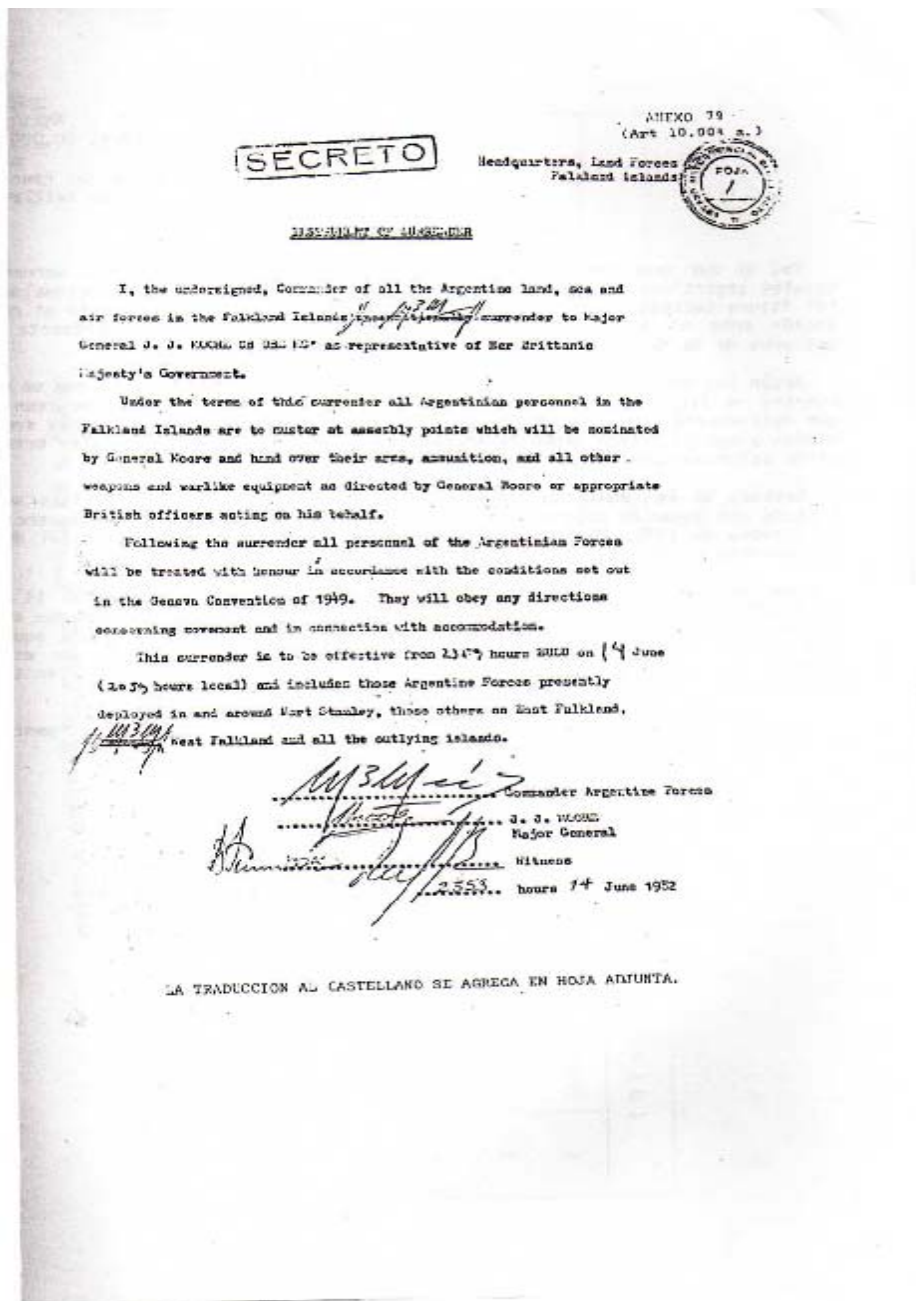 ANEXO 79
(Art 10.004 a.)
SECRETO
Headquarters, Land Forces
Falkland Islands
FOJA
1
INSTRUMENT OF SURRENDER
I, the undersigned, Commander of all the Argentine land, sea and
air forces in the Falkland Islands surrender to Major
General J. J. MOORE CB OBE MC* as representative of Her Brittanic
Majesty's Government.
Under the terms of this surrender all Argentinian personnel in the
Falkland Islands are to muster at assembly points which will be nominated
by General Moore and hand over their arms, ammunition, and all other
weapons and warlike equipment as directed by General Moore or appropriate
British officers acting on his behalf.
Following the surrender all personnel of the Argentinian Forces
will be treated with honour in accordance with the conditions set out
in the Geneva Convention of 1949. They will obey any directions
concerning movement and in connection with accommodation.
This surrender is to be effective from 2359 hours ZULU on 14 June
(2059 hours local) and includes those Argentine Forces presently
deployed in and around Port Stanley, those others on East Falkland,
West Falkland and all the outlying islands.
Commander Argentine Forces
J. J. MOORE
Major General
Witness
2359 hours 14 June 1982
LA TRADUCCION AL CASTELLANO SE AGREGA EN HOJA ADJUNTA.